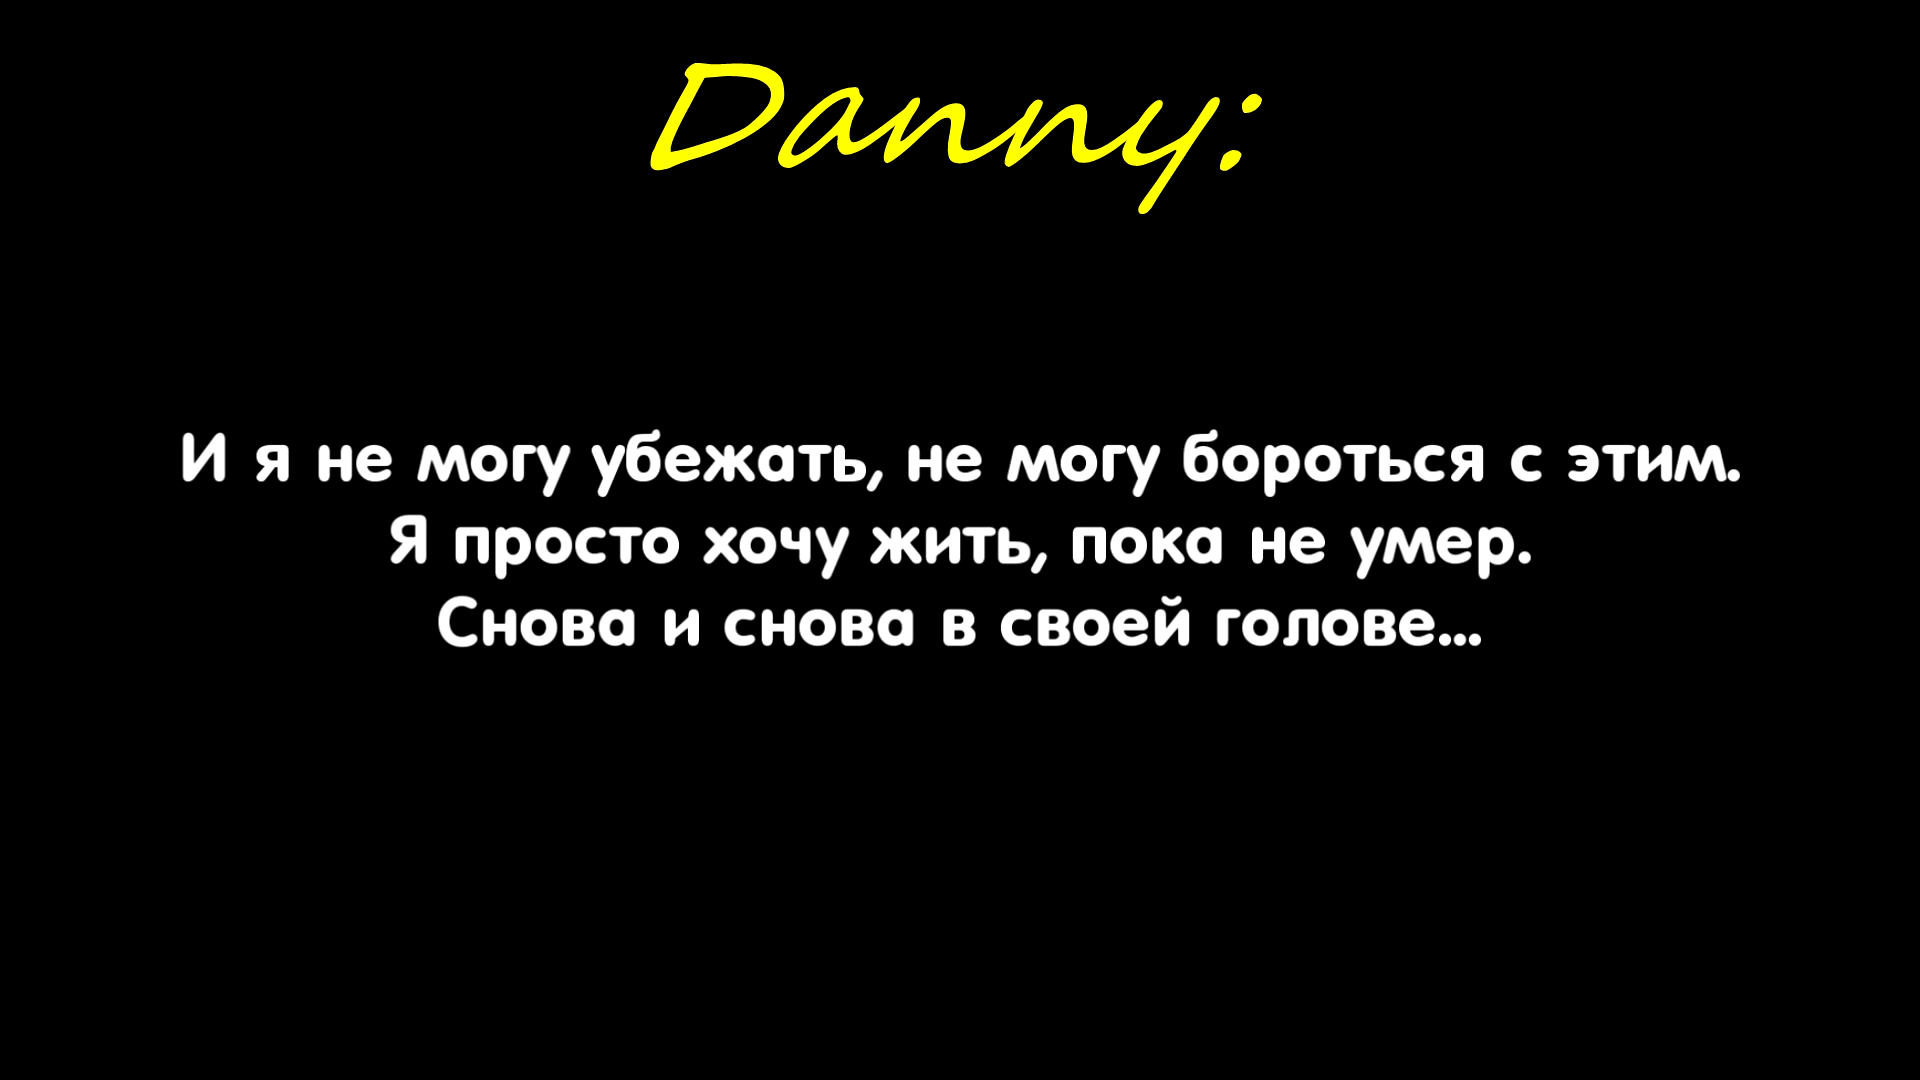 Danny:
И я не могу убежать, не могу бороться с этим.
Я просто хочу жить, пока не умер.
Снова и снова в своей голове...